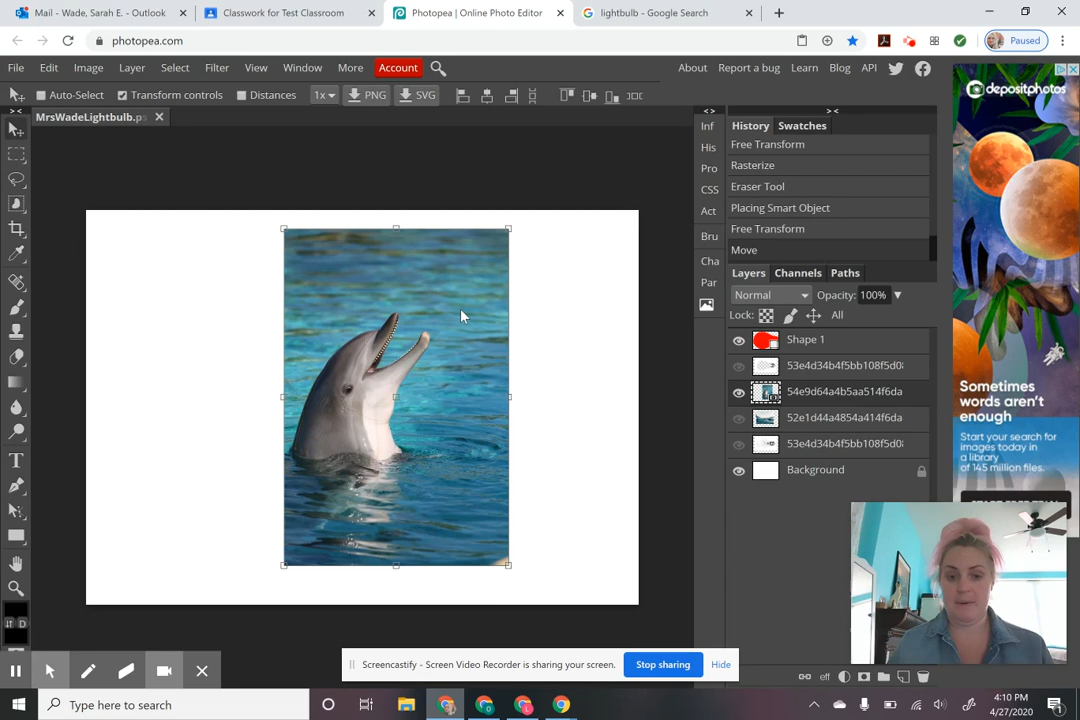 Mail - Wade, Sarah E. - Outlook
Classwork for Test Classroom
Photopea | Online Photo Editor
lightbulb - Google Search
photopea.com
Paused
File Edit Image Layer Select Filter View Window More Account
About Report a bug Learn Blog API
Auto-Select Transform controls Distances 1x PNG SVG
MrsWadeLightbulb.ps
Inf
His
Pro
CSS
Act
Bru
Cha
Par
History Swatches
Free Transform
Rasterize
Eraser Tool
Placing Smart Object
Free Transform
Move
Layers Channels Paths
Normal Opacity: 100%
Lock: All
Shape 1
53e4d34b4f5bb108f5d0
54e9d64a4b5aa514f6da
52e1d44a4854a414f6da
53e4d34b4f5bb108f5d0
Background
eff
D
depositphotos
Sometimes
words aren't
enough
Start your search for
images today in
a library
of 145 million files.
Screencastify - Screen Video Recorder is sharing your screen. Stop sharing Hide
Type here to search
4:10 PM
4/27/2020
1